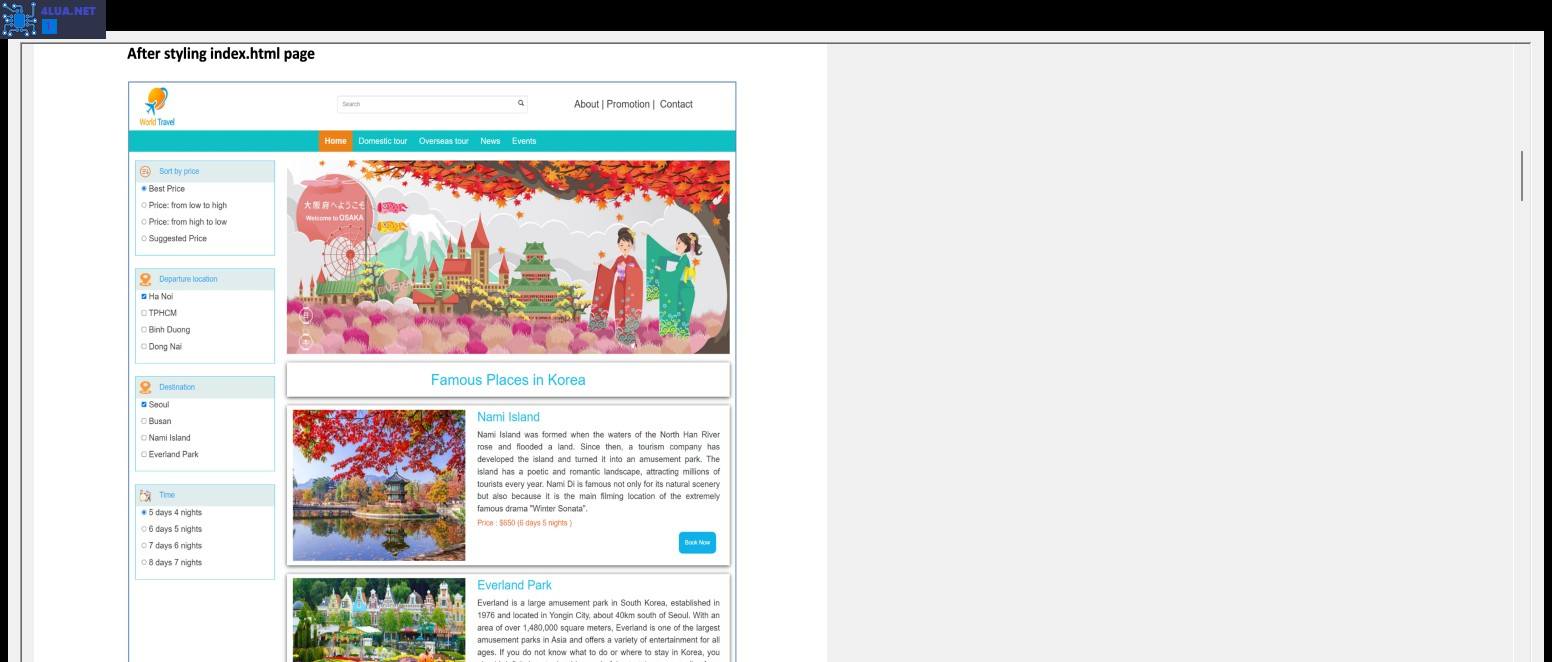 4LUA.NET
1
After styling index.html page
World Travel
Search
About | Promotion | Contact
Home Domestic tour Overseas tour News Events
Sort by price
Best Price
Price: from low to high
Price: from high to low
Suggested Price
Departure location
Ha Noi
TPHCM
Binh Duong
Dong Nai
Destination
Seoul
Busan
Nami Island
Everland Park
Time
5 days 4 nights
6 days 5 nights
7 days 6 nights
8 days 7 nights
大阪府へようこそ
Welcome to OSAKA
Famous Places in Korea
Nami Island
Nami Island was formed when the waters of the North Han River
rose and flooded a land. Since then, a tourism company has
developed the island and turned it into an amusement park. The
island has a poetic and romantic landscape, attracting millions of
tourists every year. Nami Di is famous not only for its natural scenery
but also because it is the main filming location of the extremely
famous drama "Winter Sonata".
Price : $650 (6 days 5 nights )
Book Now
Everland Park
Everland is a large amusement park in South Korea, established in
1976 and located in Yongin City, about 40km south of Seoul. With an
area of over 1,480,000 square meters, Everland is one of the largest
amusement parks in Asia and offers a variety of entertainment for all
ages. If you do not know what to do or where to stay in Korea, you